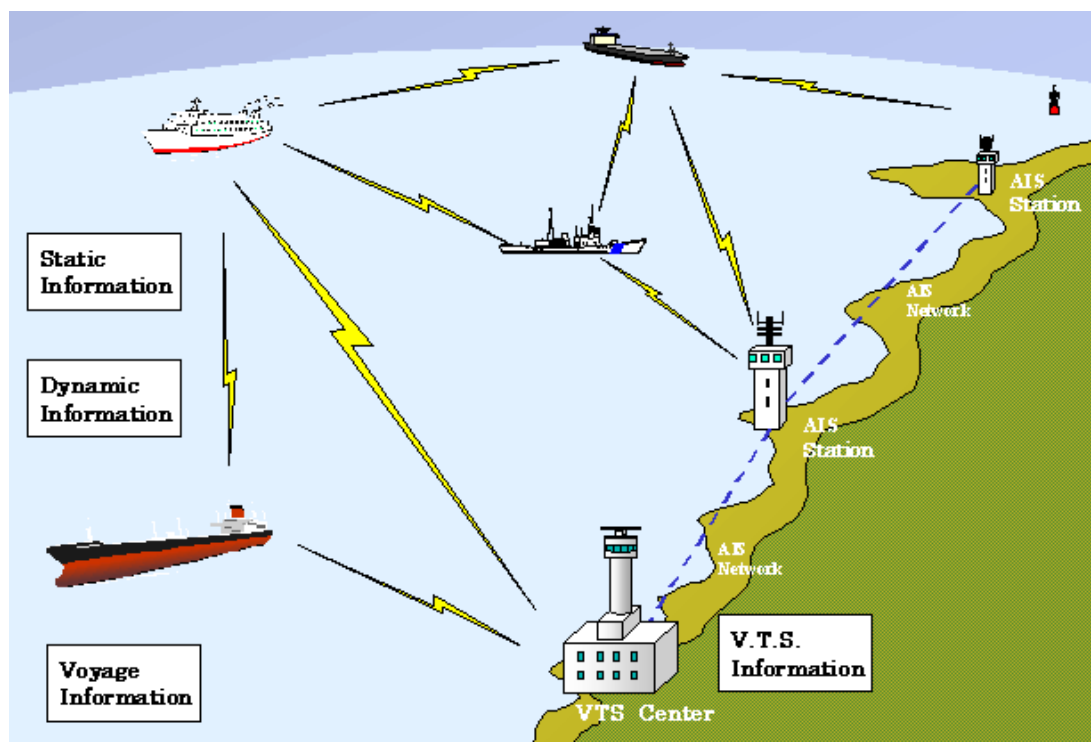 AIS
Station
Static
Information
AIS
Network
Dynamic
Information
AIS
Station
AIS
Network
Voyage
Information
V.T.S.
Information
VTS Center